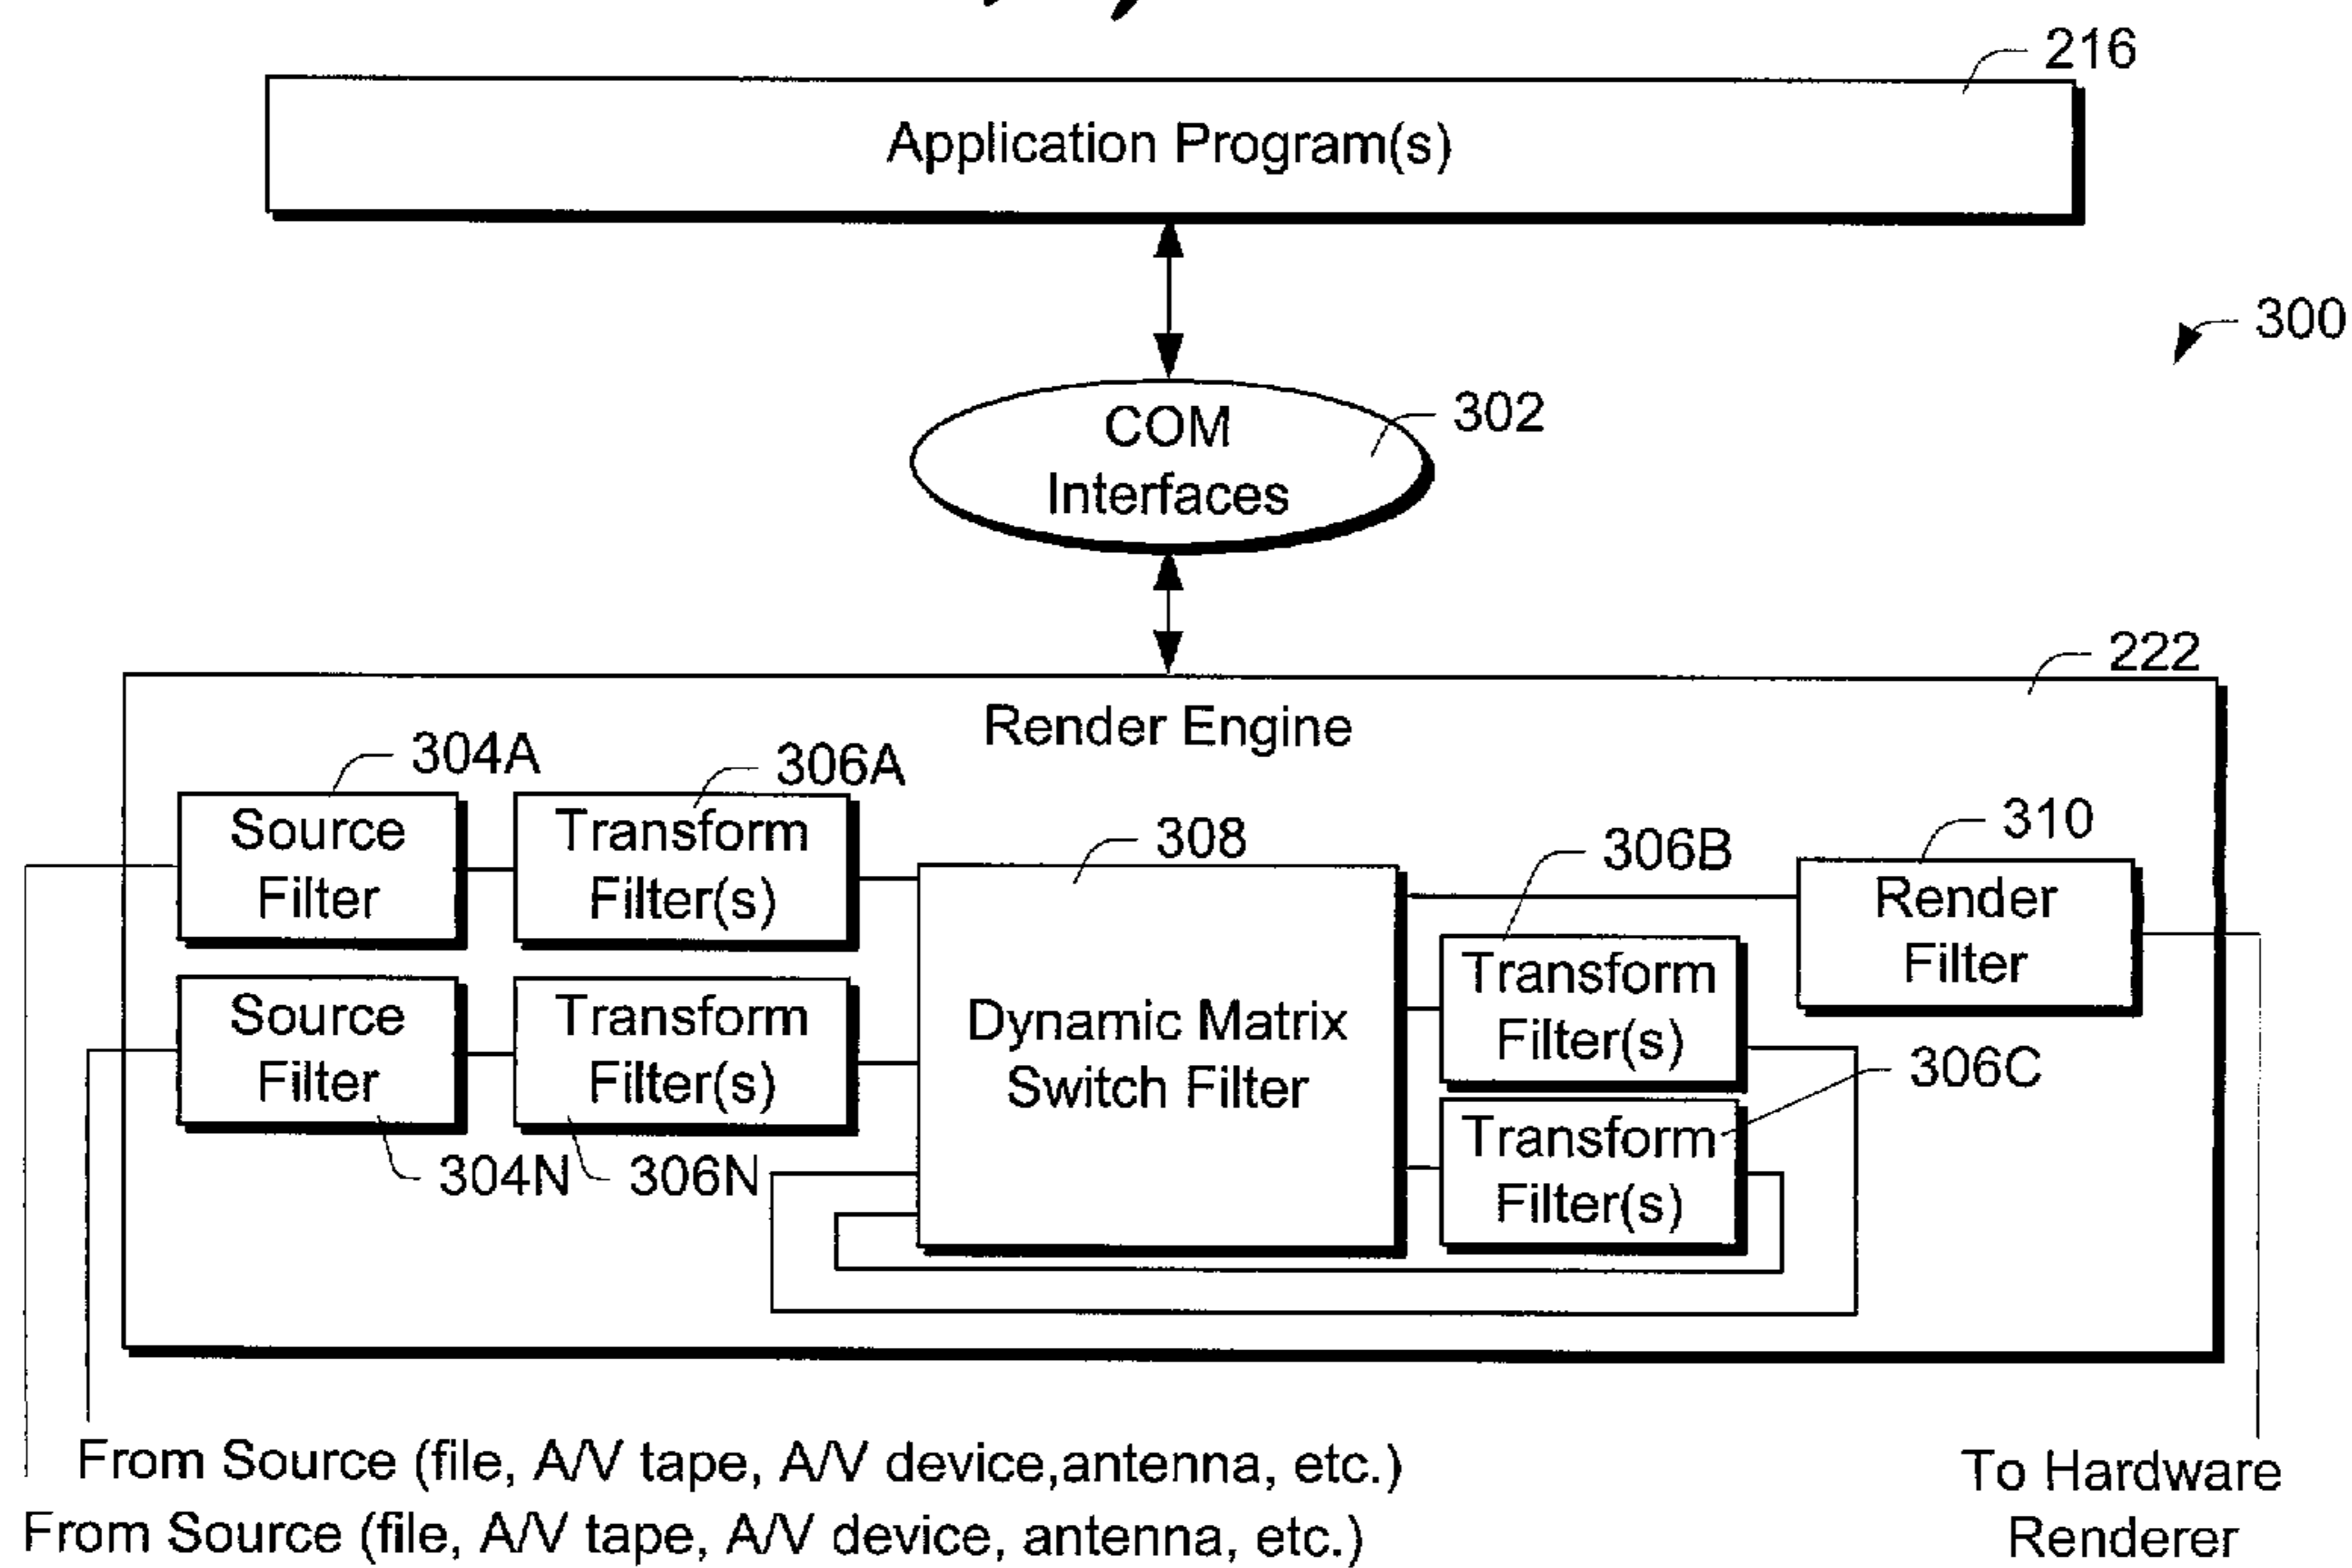 216
Application Program(s)
300
COM
Interfaces
302
222
Render Engine
304A
306A
Source
Filter
Transform
Filter(s)
308
306B
310
Render
Filter
Source
Filter
Transform
Filter(s)
Dynamic Matrix
Switch Filter
Transform
Filter(s)
306C
304N
306N
Transform
Filter(s)
From Source (file, A/V tape, A/V device,antenna, etc.)
From Source (file, A/V tape, A/V device, antenna, etc.)
To Hardware
Renderer